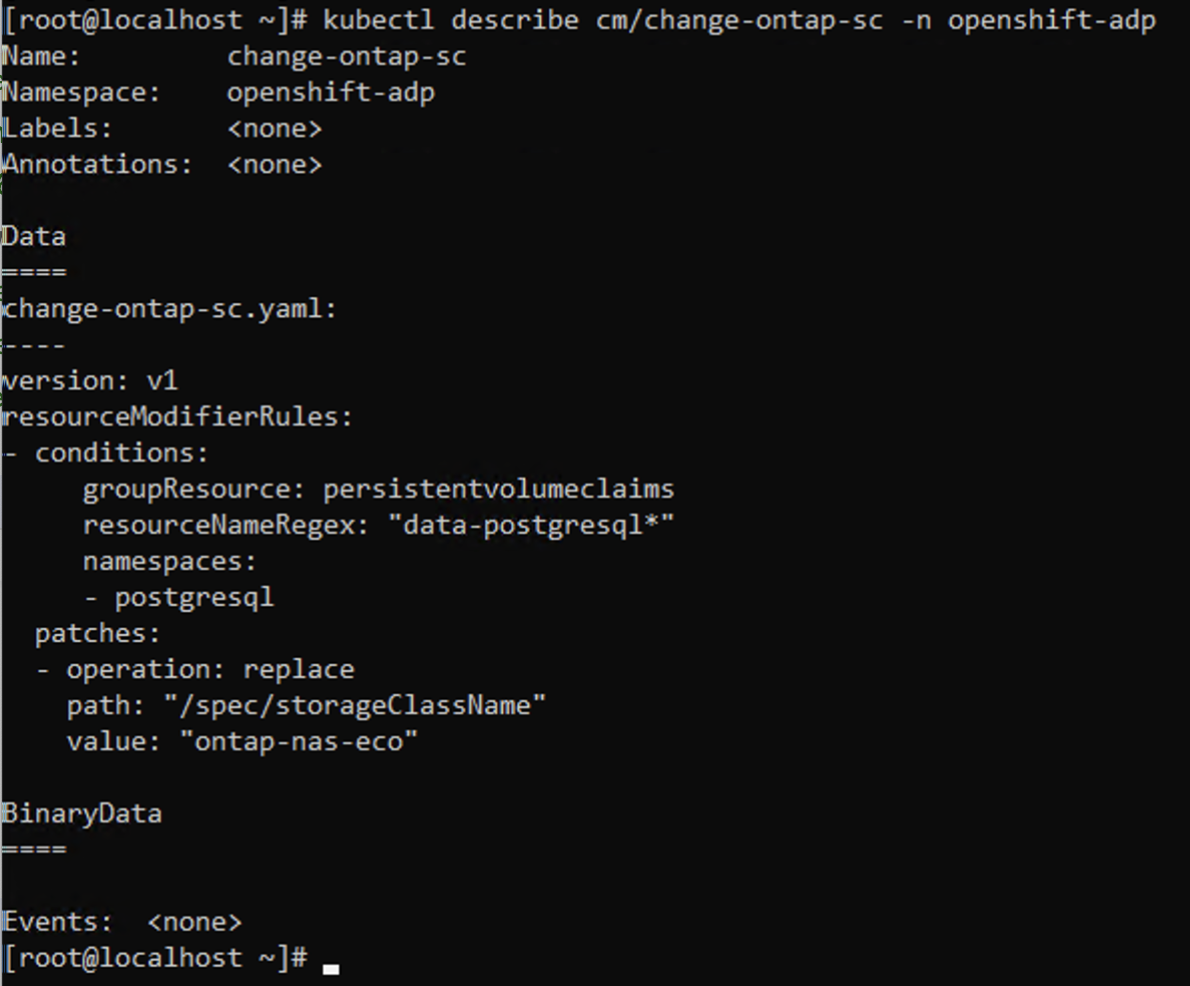 [root@localhost ~]# kubectl describe cm/change-ontap-sc -n openshift-adp
Name:         change-ontap-sc
Namespace:    openshift-adp
Labels:       <none>
Annotations:  <none>

Data
====
change-ontap-sc.yaml:
----
version: v1
resourceModifierRules:
- conditions:
     groupResource: persistentvolumeclaims
     resourceNameRegex: "data-postgresql*"
     namespaces:
     - postgresql
  patches:
  - operation: replace
    path: "/spec/storageClassName"
    value: "ontap-nas-eco"

BinaryData
====

Events:  <none>
[root@localhost ~]#